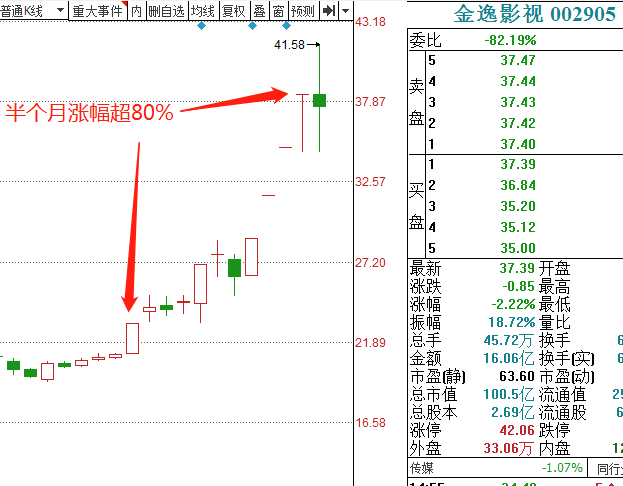 普通K线 重大事件 内 删自选 均线 复权 叠 窗 预测
43.18
41.58
37.87
半个月涨幅超80%
32.57
27.20
21.89
16.58
金逸影视 002905
委比 -82.19%
卖盘
5 37.47
4 37.44
3 37.43
2 37.42
1 37.40
买盘
1 37.39
2 36.84
3 35.20
4 35.12
5 35.00
最新 37.39 开盘
涨跌 -0.85 最高
涨幅 -2.22% 最低
振幅 18.72% 量比
总手 45.72万 换手 6
金额 16.06亿 换手(实) 6
市盈(静) 63.60 市盈(动)
总市值 100.5亿 流通值 25
总股本 2.69亿 流通股 6
涨停 42.06 跌停
外盘 33.06万 内盘 12
传媒 -1.07% 同行业